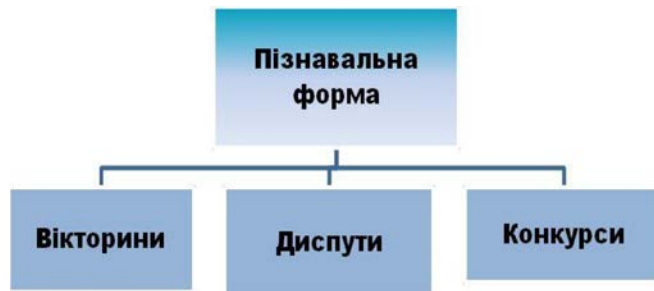 Пізнавальна
форма
Вікторини
Диспути
Конкурси